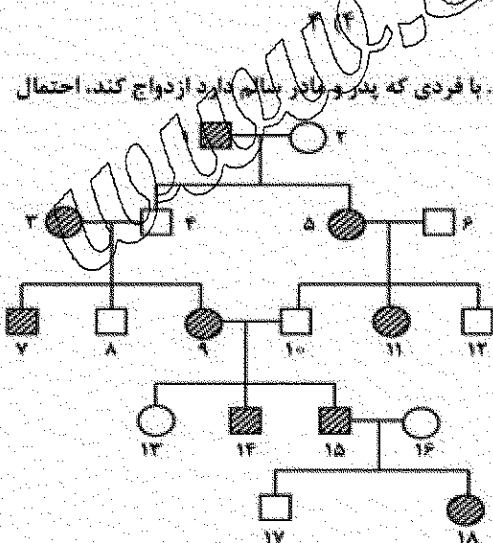 . با فردی که پدر و مادر سالم دارد ازدواج کند، احتمال
۱ ۲
۳ ۴ ۵ ۶
۷ ۸ ۹ ۱۰ ۱۱ ۱۲
۱۳ ۱۴ ۱۵ ۱۶
۱۷ ۱۸